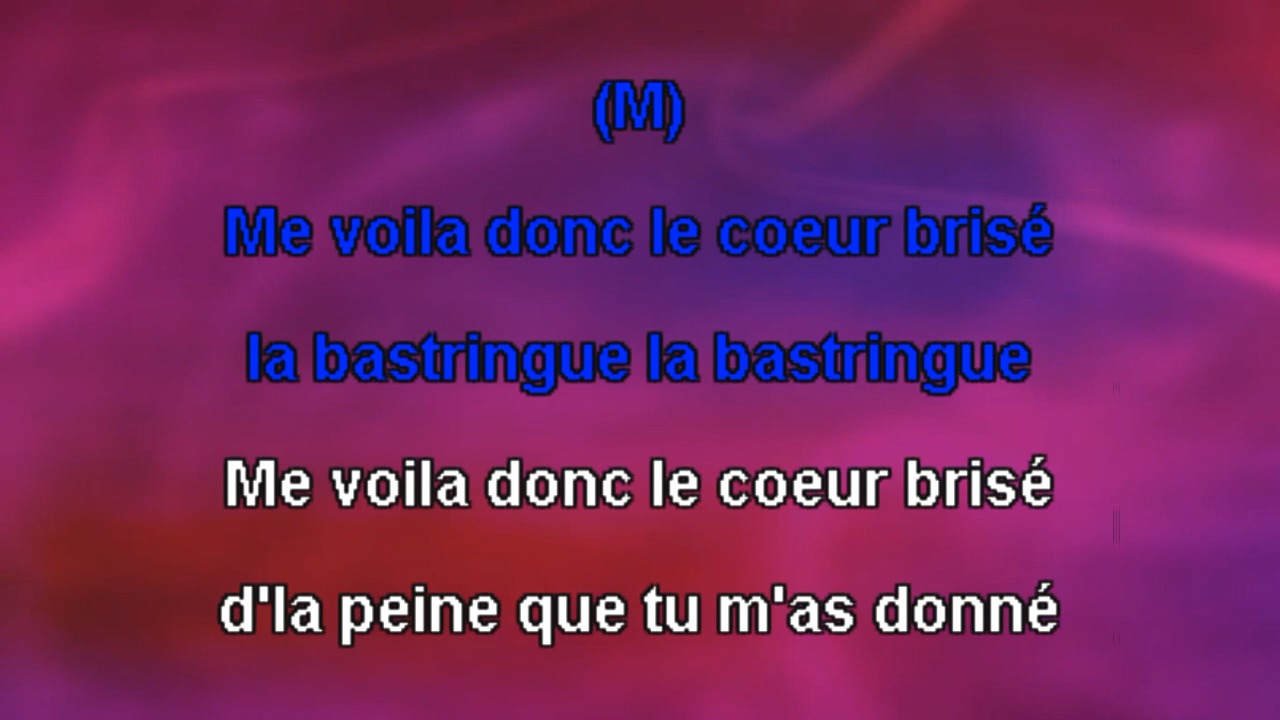 (M)
Me voila donc le coeur brisé
la bastringue la bastringue
Me voila donc le coeur brisé
d'la peine que tu m'as donné